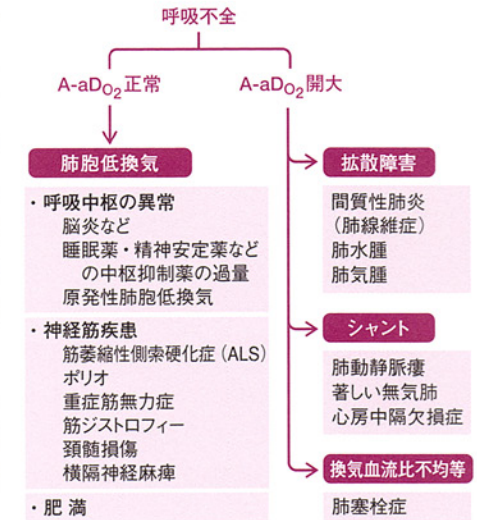 呼吸不全
A-aDO2正常
A-aDO2開大
肺胞低換気
・呼吸中枢の異常
脳炎など
睡眠薬・精神安定薬など
の中枢抑制薬の過量
原発性肺胞低換気
・神経筋疾患
筋萎縮性側索硬化症（ALS）
ポリオ
重症筋無力症
筋ジストロフィー
頚髄損傷
横隔神経麻痺
・肥満
拡散障害
間質性肺炎
（肺線維症）
肺水腫
肺気腫
シャント
肺動静脈瘻
著しい無気肺
心房中隔欠損症
換気血流比不均等
肺塞栓症